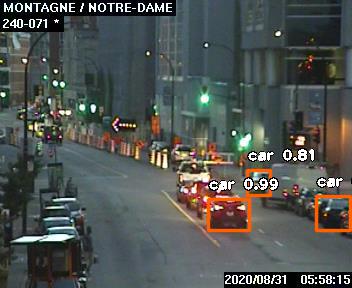 MONTAGNE / NOTRE-DAME
240-071 *
car 0.81
car 0.99
car
2020/08/31 05:58:15